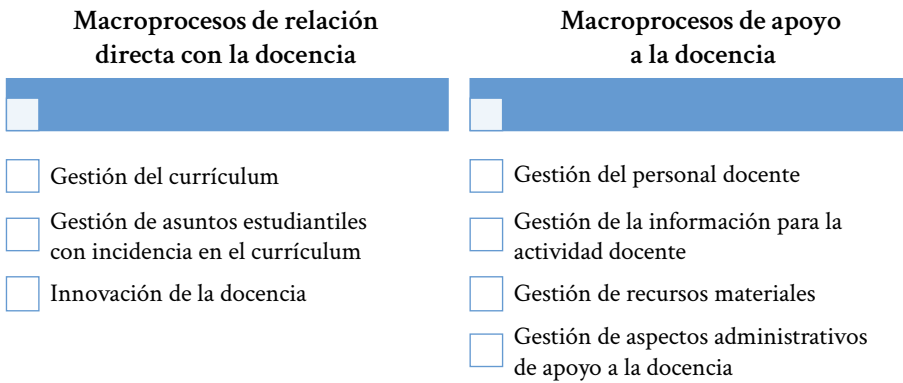 Macroprocesos de relación
directa con la docencia
Gestión del currículum
Gestión de asuntos estudiantiles
con incidencia en el currículum
Innovación de la docencia
Macroprocesos de apoyo
a la docencia
Gestión del personal docente
Gestión de la información para la
actividad docente
Gestión de recursos materiales
Gestión de aspectos administrativos
de apoyo a la docencia